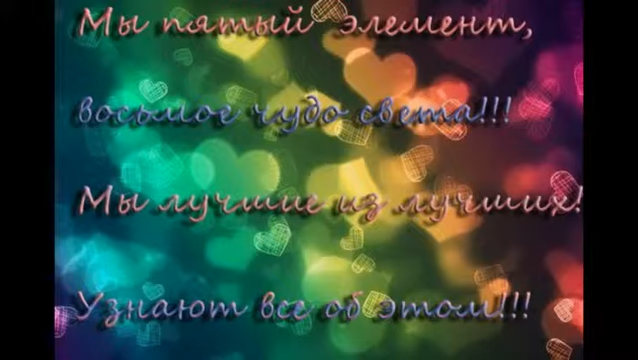 Мы пятый элемент,
восьмое чудо света!!!
Мы лучшие из лучших!
Узнают все об этом!!!